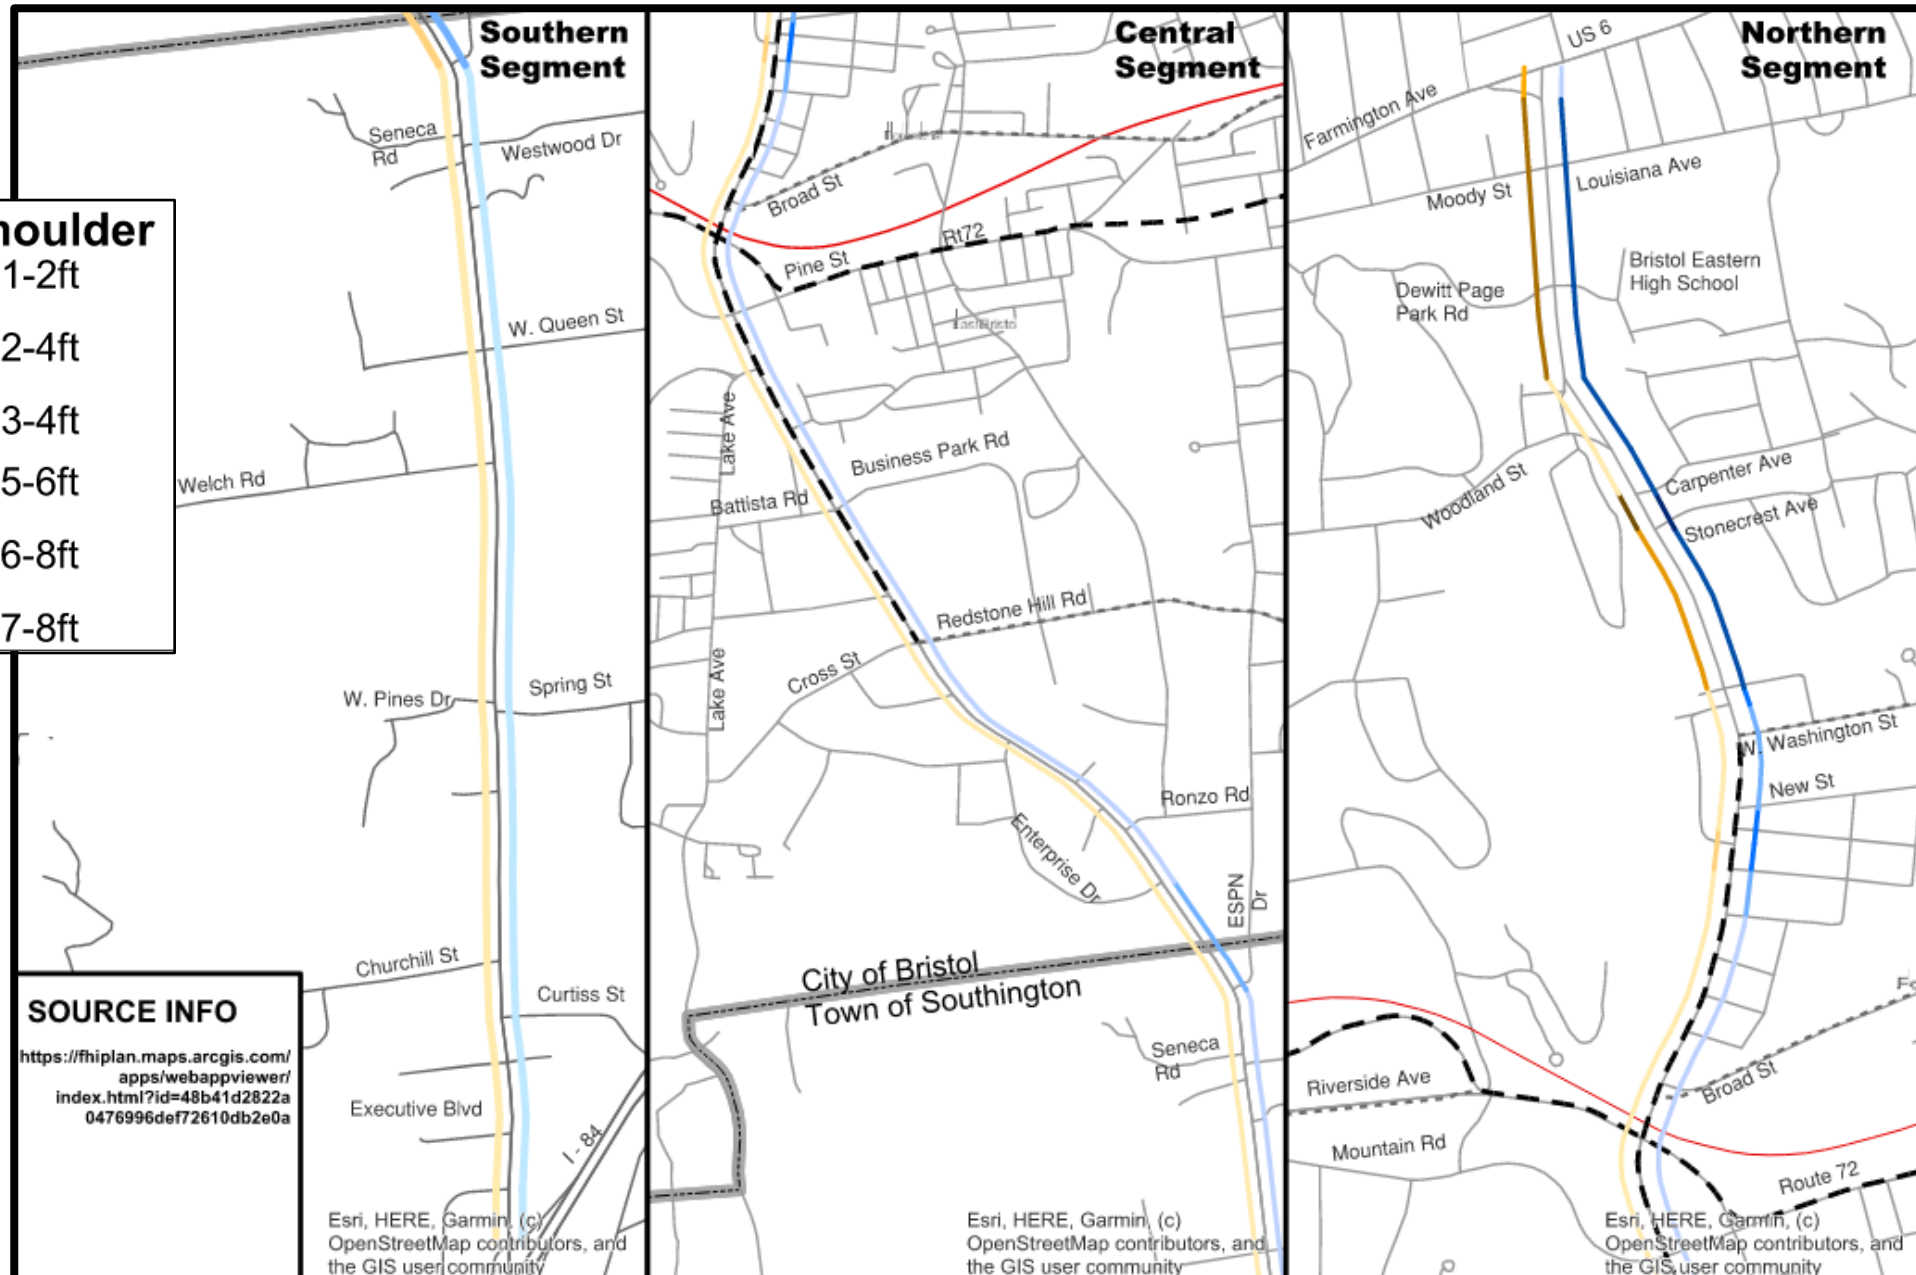 Southern
Segment
Seneca
Rd
Westwood Dr
houlder
1-2ft
2-4ft
3-4ft
5-6ft
6-8ft
7-8ft
W. Queen St
Welch Rd
W. Pines Dr
Spring St
Churchill St
Curtiss St
Executive Blvd
I - 84
SOURCE INFO
https://fhiplan.maps.arcgis.com/
apps/webappviewer/
index.html?id=48b41d2822a
0476996def72610db2e0a
Esri, HERE, Garmin, (c)
OpenStreetMap contributors, and
the GIS user community
Central
Segment
Broad St
Rt72
Pine St
Lake Ave
Business Park Rd
Battista Rd
Redstone Hill Rd
Cross St
Lake Ave
Ronzo Rd
Enterprise Dr
ESPN
Dr
City of Bristol
Town of Southington
Seneca
Rd
Esri, HERE, Garmin, (c)
OpenStreetMap contributors, and
the GIS user community
Northern
Segment
US 6
Farmington Ave
Moody St
Louisiana Ave
Bristol Eastern
High School
Dewitt Page
Park Rd
Woodland St
Carpenter Ave
Stonecrest Ave
W. Washington St
New St
Broad St
Riverside Ave
Mountain Rd
Route 72
Esri, HERE, Garmin, (c)
OpenStreetMap contributors, and
the GIS user community